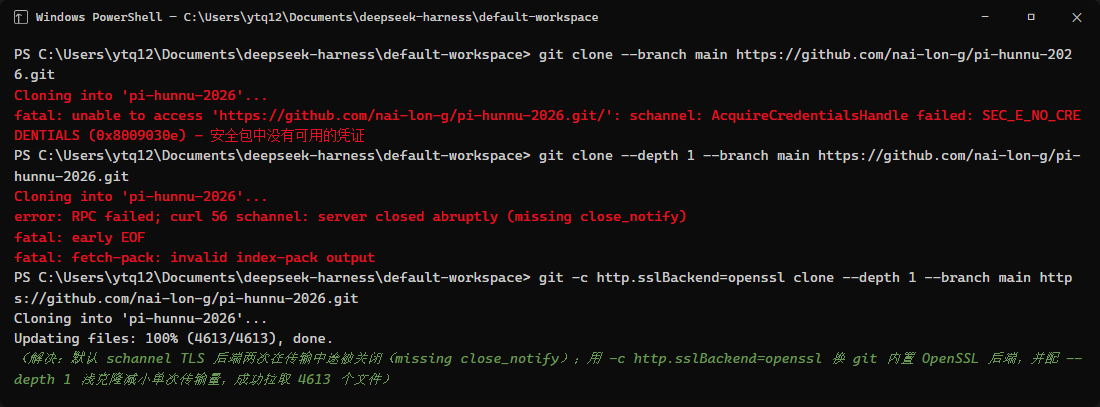 Windows PowerShell — C:\Users\ytq12\Documents\deepseek-harness\default-workspace
PS C:\Users\ytq12\Documents\deepseek-harness\default-workspace> git clone --branch main https://github.com/nai-lon-g/pi-hunnu-202
6.git
Cloning into 'pi-hunnu-2026'...
fatal: unable to access 'https://github.com/nai-lon-g/pi-hunnu-2026.git/': schannel: AcquireCredentialsHandle failed: SEC_E_NO_CRE
DENTIALS (0x8009030e) - 安全包中没有可用的凭证
PS C:\Users\ytq12\Documents\deepseek-harness\default-workspace> git clone --depth 1 --branch main https://github.com/nai-lon-g/pi-
hunnu-2026.git
Cloning into 'pi-hunnu-2026'...
error: RPC failed; curl 56 schannel: server closed abruptly (missing close_notify)
fatal: early EOF
fatal: fetch-pack: invalid index-pack output
PS C:\Users\ytq12\Documents\deepseek-harness\default-workspace> git -c http.sslBackend=openssl clone --depth 1 --branch main http
s://github.com/nai-lon-g/pi-hunnu-2026.git
Cloning into 'pi-hunnu-2026'...
Updating files: 100% (4613/4613), done.
（解决：默认 schannel TLS 后端两次在传输中途被关闭（missing close_notify）；用 -c http.sslBackend=openssl 换 git 内置 OpenSSL 后端，并配 --
depth 1 浅克隆减小单次传输量，成功拉取 4613 个文件）